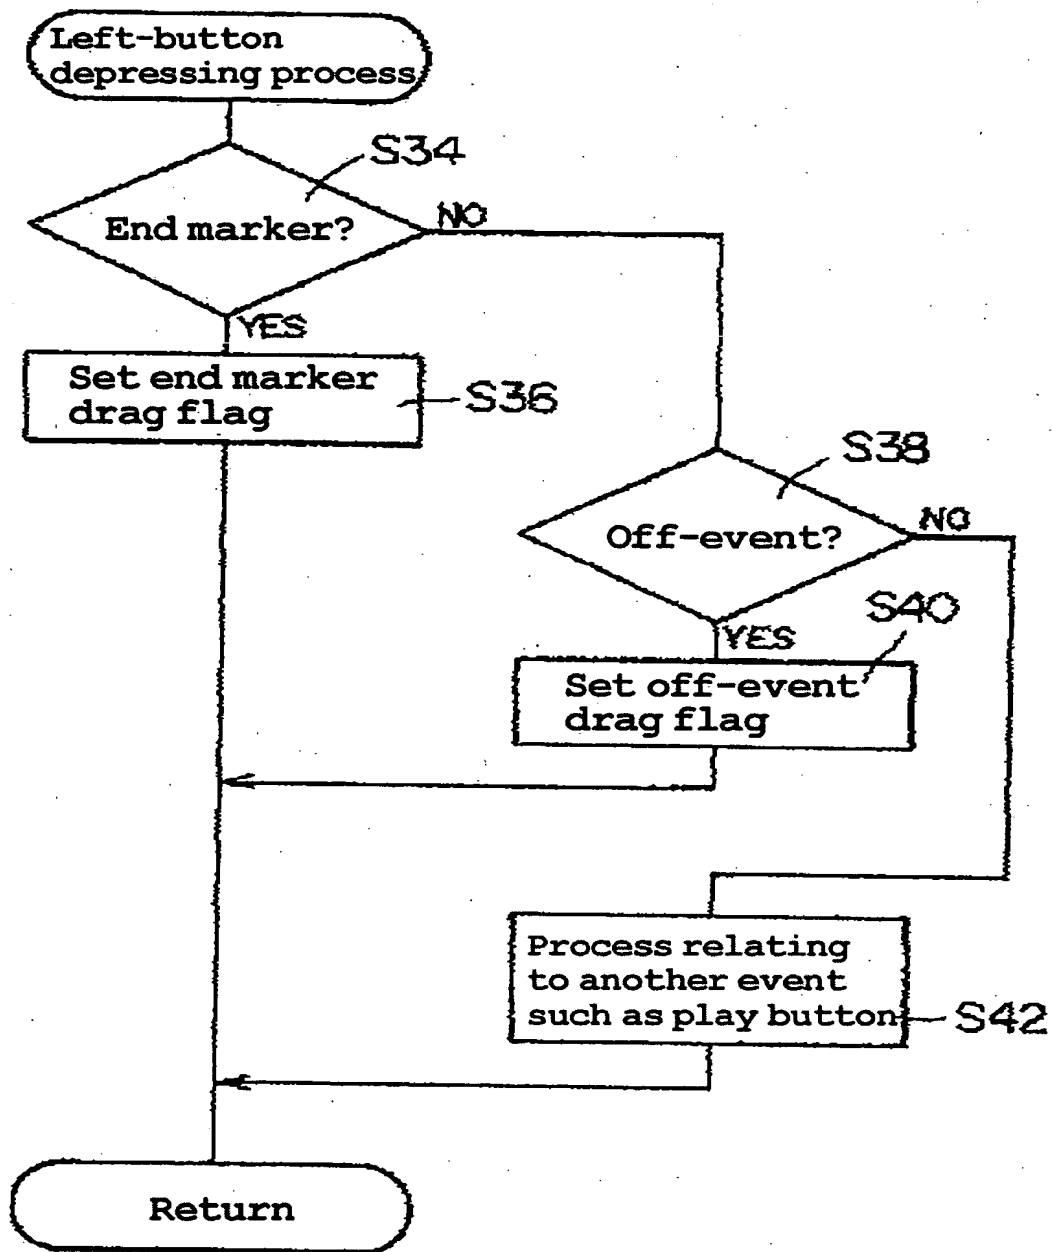 Left-button
depressing process
S34
End marker?
NO
YES
Set end marker
drag flag
S36
S38
Off-event?
NO
S40
YES
Set off-event
drag flag
Process relating
to another event
such as play button
S42
Return